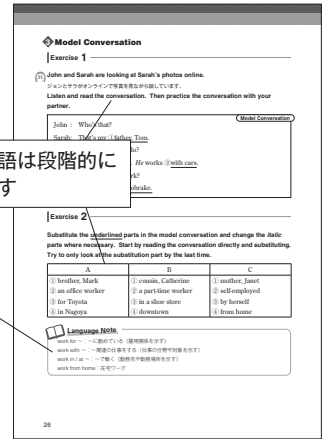 3 Model Conversation
Exercise 1
John and Sarah are looking at Sarah's photos online.
ジョンとサラがオンラインで写真を見ながら話しています。
Listen and read the conversation. Then practice the conversation with your
partner.
Model Conversation
John : Who's that?
Sarah: That's my ①father, Tom.
do?
He works ③with cars.
語は段階的に
す
Exercise 2
Substitute the underlined parts in the model conversation and change the italic
parts where necessary. Start by reading the conversation directly and substituting.
Try to only look at the substitution part by the last time.
A B C
① brother, Mark ① cousin, Catherine ① mother, Janet
② an office worker ② a part-time worker ② self-employed
③ for Toyota ③ in a shoe store ③ by herself
④ in Nagoya ④ downtown ④ from home
Language Note
work for ～：～に勤めている（雇用関係を示す）
work with ～：～関連の仕事をする（仕事の分野や対象を示す）
work in / at ～：～で働く（勤務先や勤務場所を示す）
work from home：在宅ワーク
26